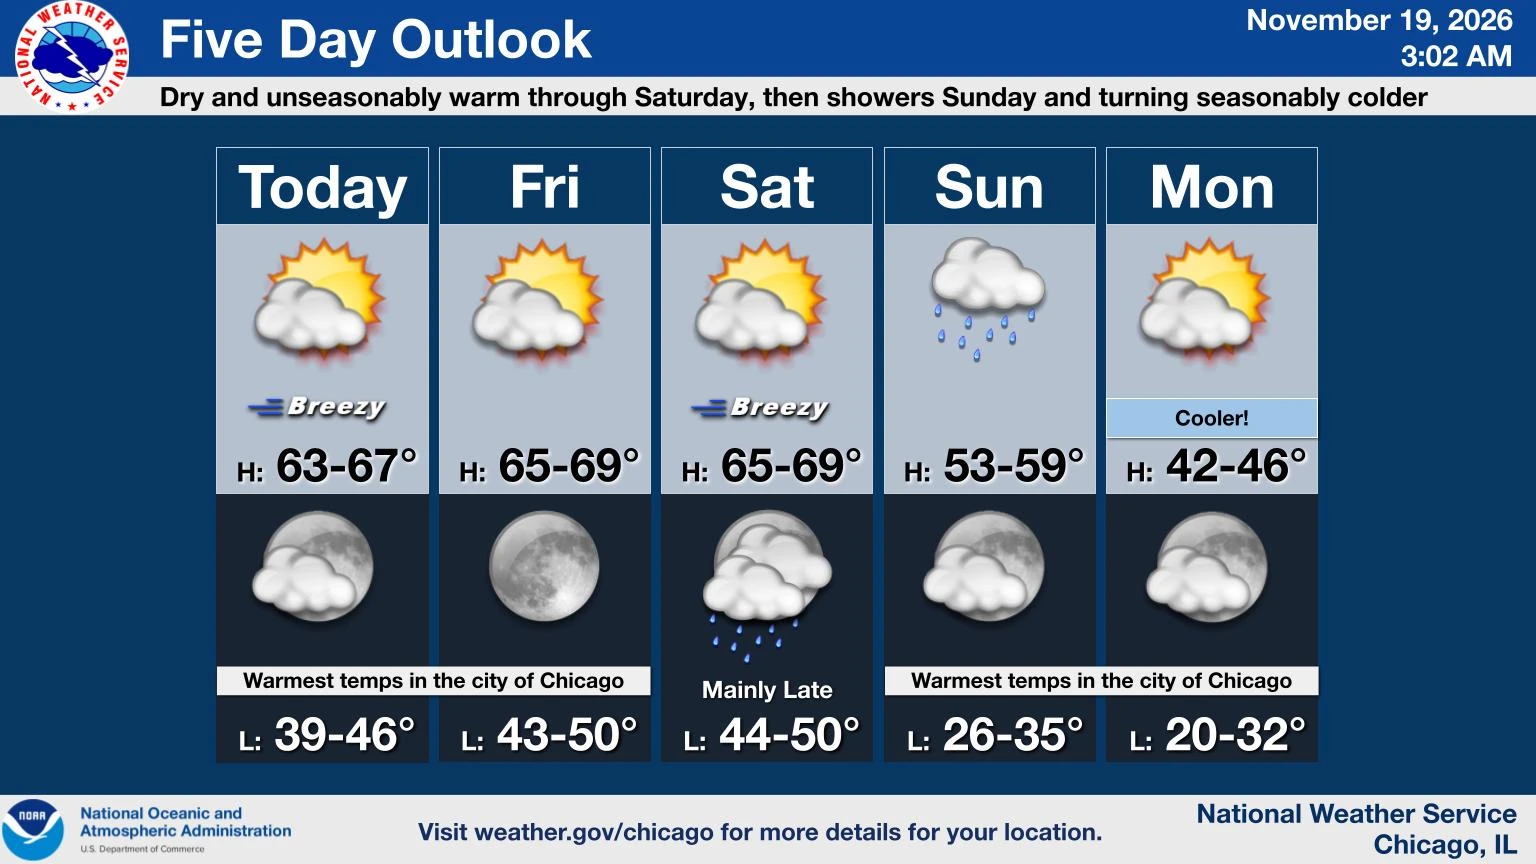 NATIONAL WEATHER SERVICE
Five Day Outlook
November 19, 2026
3:02 AM
Dry and unseasonably warm through Saturday, then showers Sunday and turning seasonably colder
Today
Breezy
H: 63-67°
Warmest temps in the city of Chicago
L: 39-46°
Fri
H: 65-69°
L: 43-50°
Sat
Breezy
H: 65-69°
Mainly Late
L: 44-50°
Sun
H: 53-59°
Warmest temps in the city of Chicago
L: 26-35°
Mon
Cooler!
H: 42-46°
L: 20-32°
NOAA
National Oceanic and
Atmospheric Administration
U.S. Department of Commerce
Visit weather.gov/chicago for more details for your location.
National Weather Service
Chicago, IL